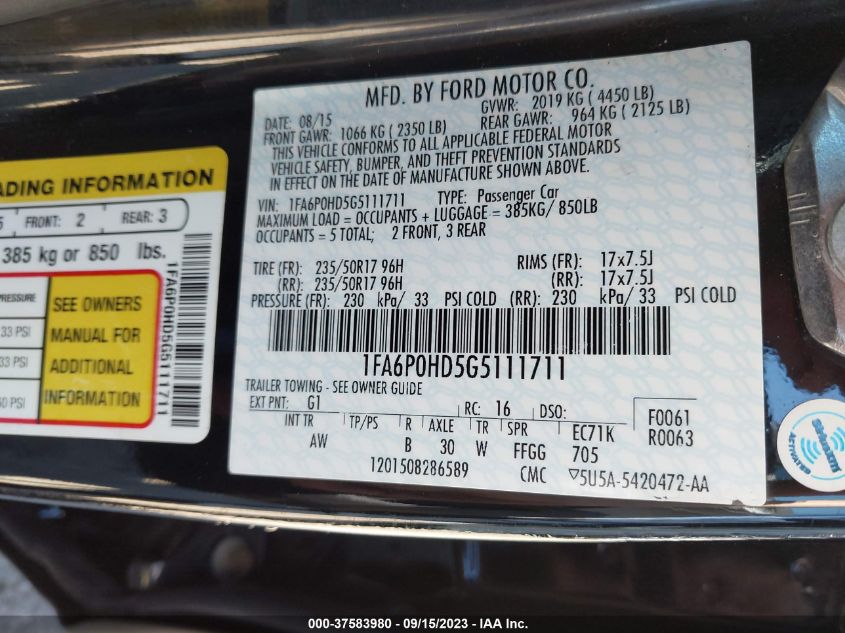 MFD. BY FORD MOTOR CO.
DATE: 08/15 GVWR: 2019 KG ( 4450 LB)
FRONT GAWR: 1066 KG ( 2350 LB) REAR GAWR: 964 KG ( 2125 LB)
THIS VEHICLE CONFORMS TO ALL APPLICABLE FEDERAL MOTOR
VEHICLE SAFETY, BUMPER, AND THEFT PREVENTION STANDARDS
IN EFFECT ON THE DATE OF MANUFACTURE SHOWN ABOVE.
VIN: 1FA6P0HD5G5111711 TYPE: Passenger Car
MAXIMUM LOAD = OCCUPANTS + LUGGAGE = 385KG/ 850LB
OCCUPANTS = 5 TOTAL; 2 FRONT, 3 REAR
TIRE (FR): 235/50R17 96H RIMS (FR): 17x7.5J
(RR): 235/50R17 96H (RR): 17x7.5J
PRESSURE (FR): 230 kPa/ 33 PSI COLD (RR): 230 kPa/ 33 PSI COLD
1FA6P0HD5G5111711
TRAILER TOWING - SEE OWNER GUIDE
EXT PNT: G1 RC: 16 DSO: F0061
INT TR TP/PS R AXLE TR SPR EC71K R0063
AW B 30 W FFGG 705
1201508286589 CMC ▽5U5A-5420472-AA
ADING INFORMATION
5 FRONT: 2 REAR: 3
385 kg or 850 lbs.
PRESSURE SEE OWNERS
33 PSI MANUAL FOR
33 PSI ADDITIONAL
60 PSI INFORMATION
1FA6P0HD5G5111711
siriusxm
ACTIVATED
000-37583980 - 09/15/2023 - IAA Inc.